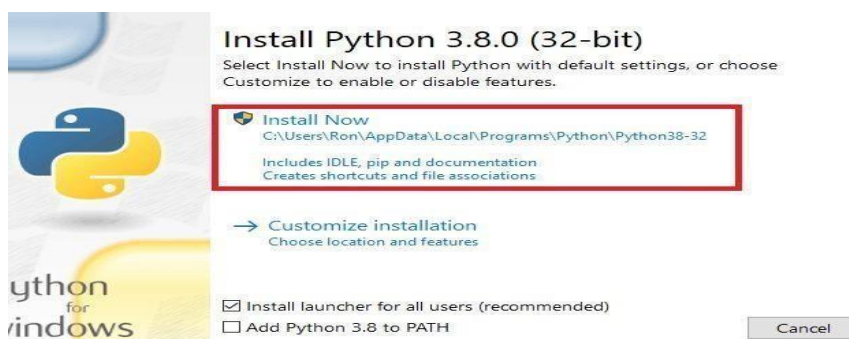 Install Python 3.8.0 (32-bit)
Select Install Now to install Python with default settings, or choose
Customize to enable or disable features.
Install Now
C:\Users\Ron\AppData\Local\Programs\Python\Python38-32
Includes IDLE, pip and documentation
Creates shortcuts and file associations
Customize installation
Choose location and features
ython
for
indows
Install launcher for all users (recommended)
Add Python 3.8 to PATH
Cancel